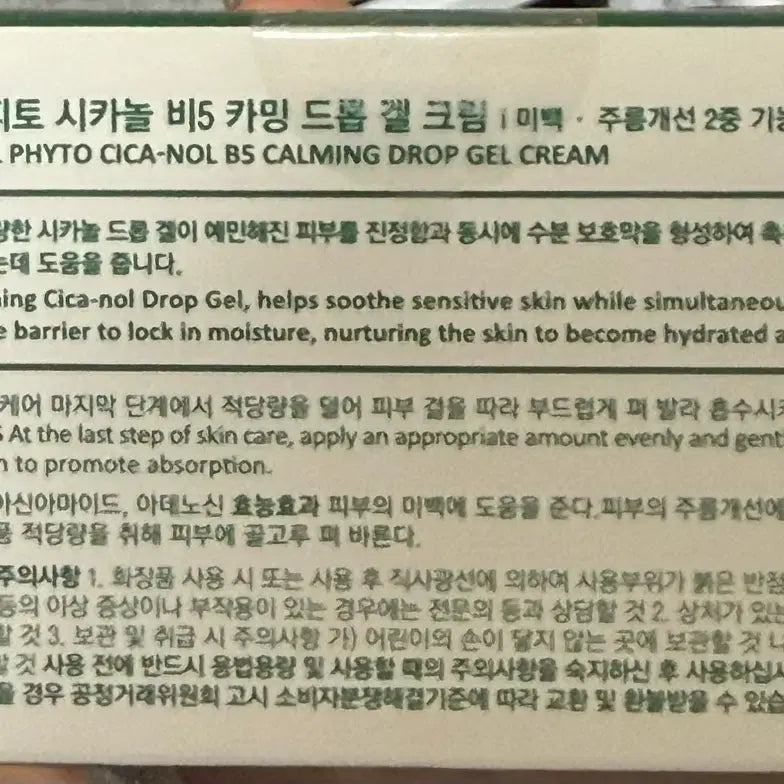 피토 시카놀 비5 카밍 드롭 겔 크림 | 미백 · 주름개선 2중 기능
PHYTO CICA-NOL B5 CALMING DROP GEL CREAM
시카놀 드롭 겔이 예민해진 피부를 진정함과 동시에 수분 보호막을 형성하여 촉
데 도움을 줍니다.
Cica-nol Drop Gel, helps soothe sensitive skin while simultaneou
barrier to lock in moisture, nurturing the skin to become hydrated a
케어 마지막 단계에서 적당량을 덜어 피부 결을 따라 부드럽게 펴 발라 흡수시
At the last step of skin care, apply an appropriate amount evenly and gent
to promote absorption.
아신아마이드, 아데노신 효능효과 피부의 미백에 도움을 준다. 피부의 주름개선에
적당량을 취해 피부에 골고루 펴 바른다.
주의사항 1. 화장품 사용 시 또는 사용 후 직사광선에 의하여 사용부위가 붉은 반점
등의 이상 증상이나 부작용이 있는 경우에는 전문의 등과 상담할 것 2. 상처가 있
할 것 3. 보관 및 취급 시 주의사항 가) 어린이의 손이 닿지 않는 곳에 보관할 것
할 것 사용 전에 반드시 용법용량 및 사용할 때의 주의사항을 숙지하신 후 사용하십시
을 경우 공정거래위원회 고시 소비자분쟁해결기준에 따라 교환 및 환불받을 수 있습